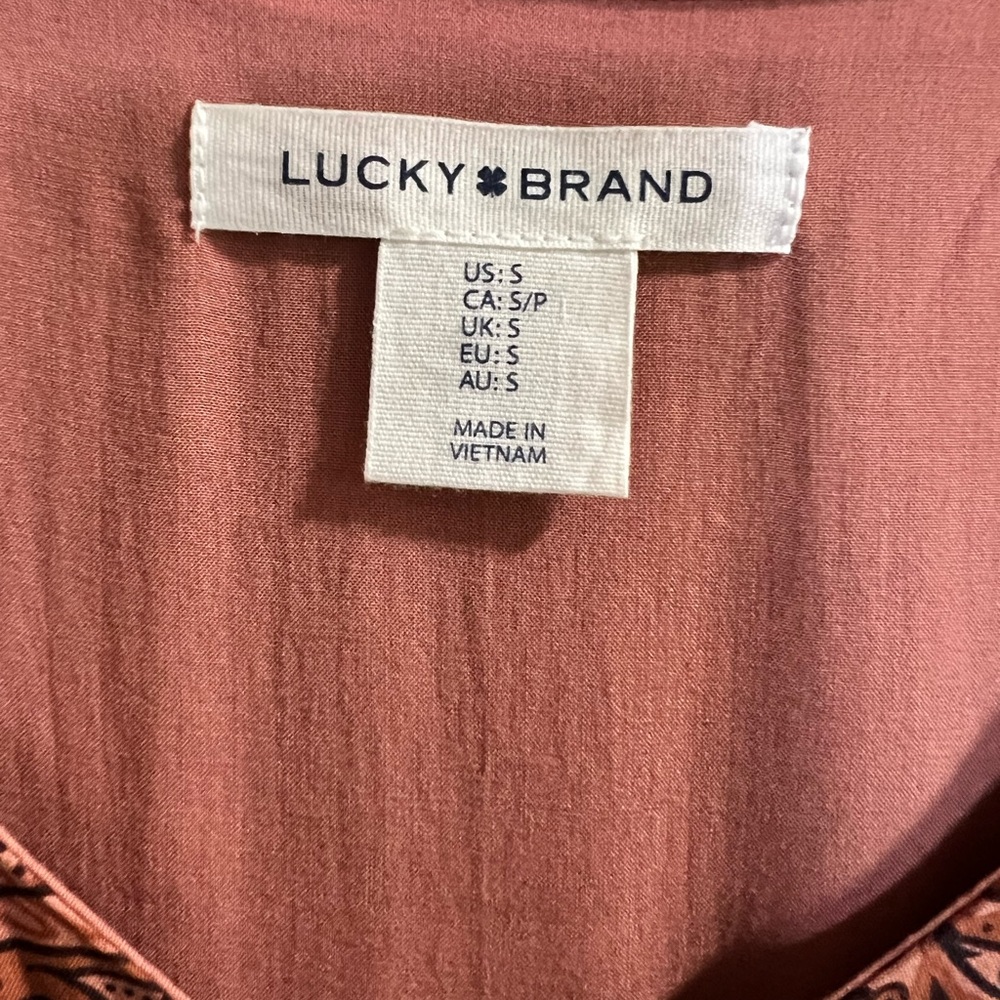 LUCKY BRAND
US: S
CA: S/P
UK: S
EU: S
AU: S
MADE IN
VIETNAM